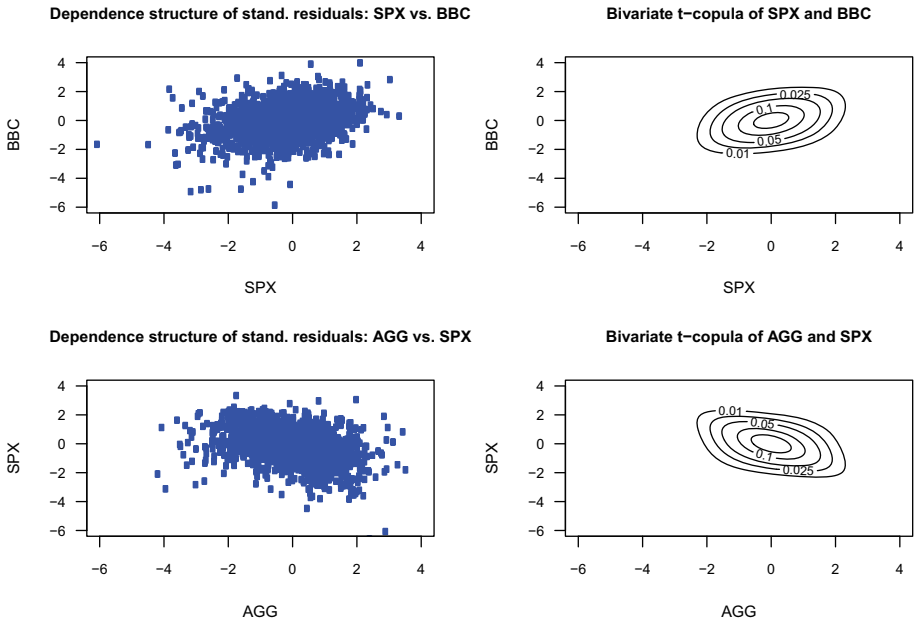 Dependence structure of stand. residuals: SPX vs. BBC
BBC
4
2
0
−2
−4
−6
−6 −4 −2 0 2 4
SPX
Bivariate t−copula of SPX and BBC
BBC
4
2
0
−2
−4
−6
0.025
0.1
0.05
0.01
−6 −4 −2 0 2 4
SPX
Dependence structure of stand. residuals: AGG vs. SPX
SPX
4
2
0
−2
−4
−6
−6 −4 −2 0 2 4
AGG
Bivariate t−copula of AGG and SPX
SPX
4
2
0
−2
−4
−6
0.01
0.05
0.1
0.025
−6 −4 −2 0 2 4
AGG